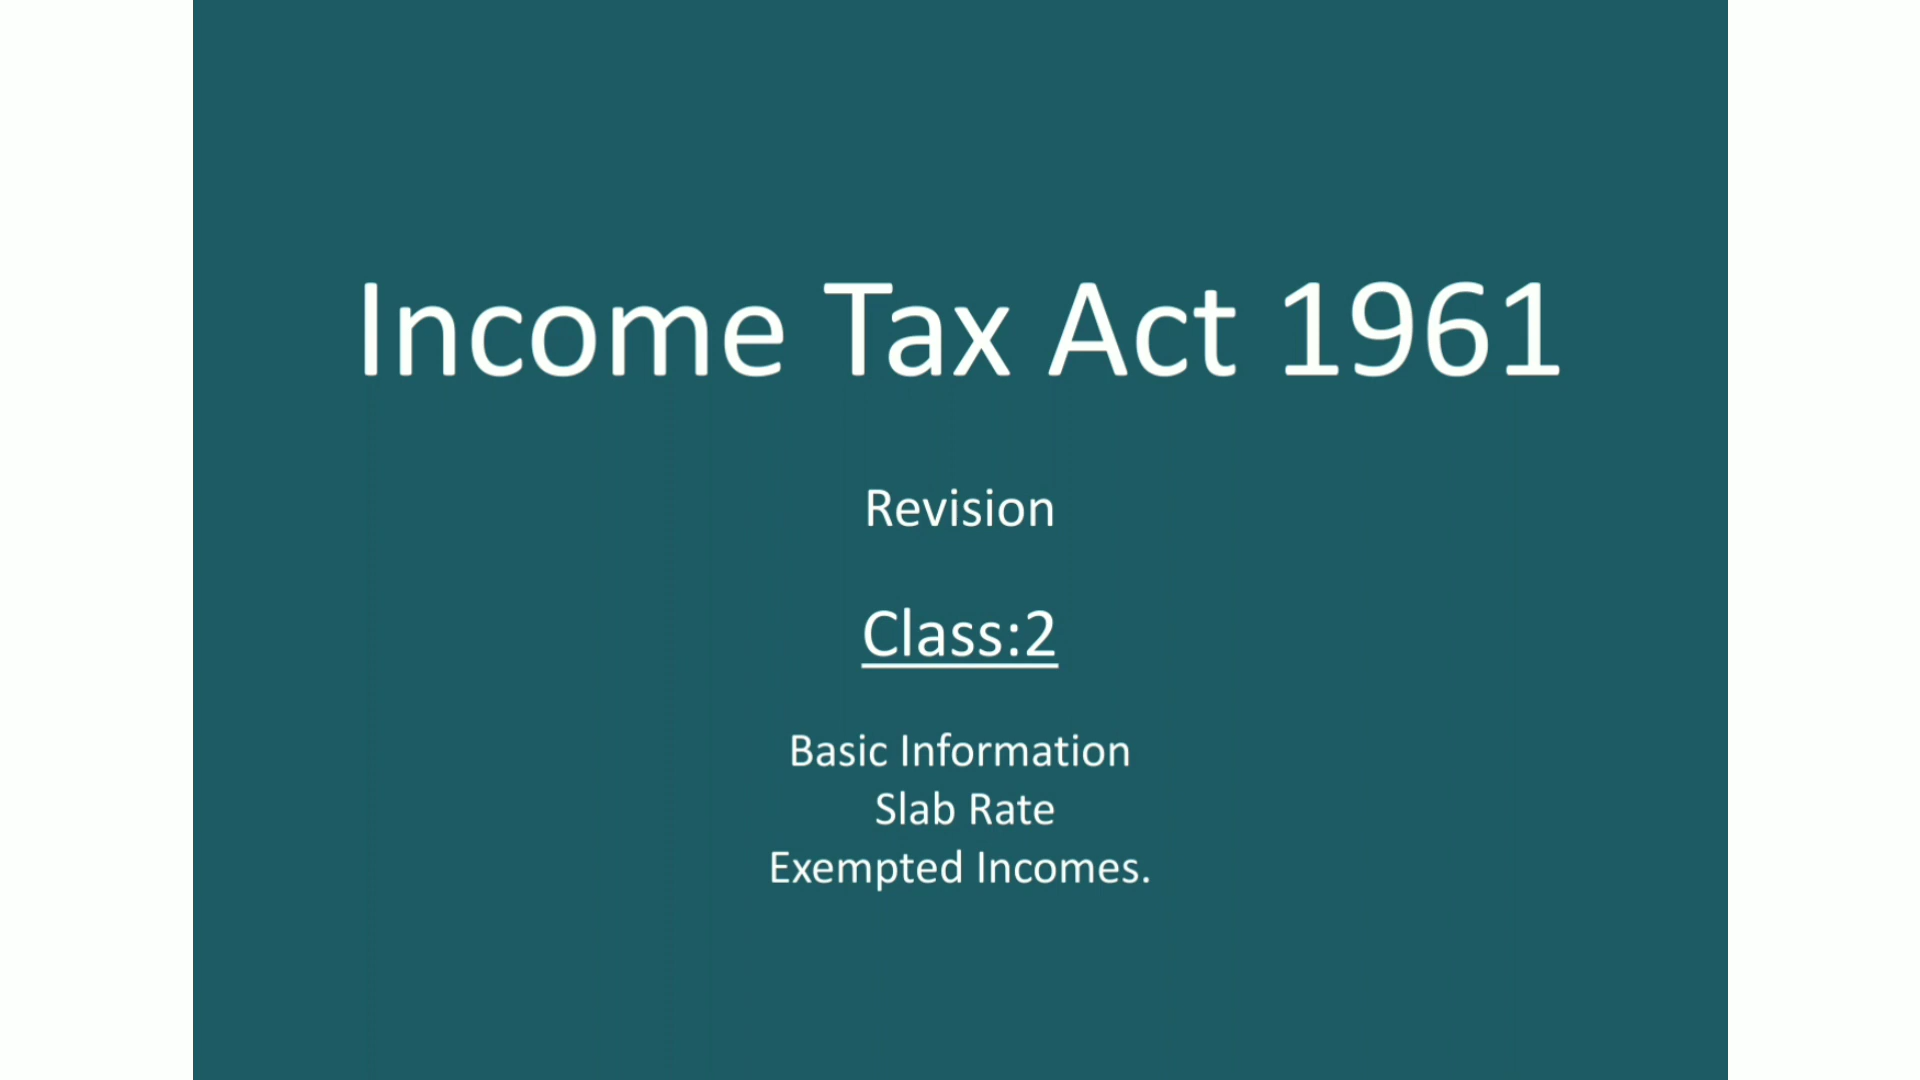 Income Tax Act 1961
Revision
Class:2
Basic Information
Slab Rate
Exempted Incomes.